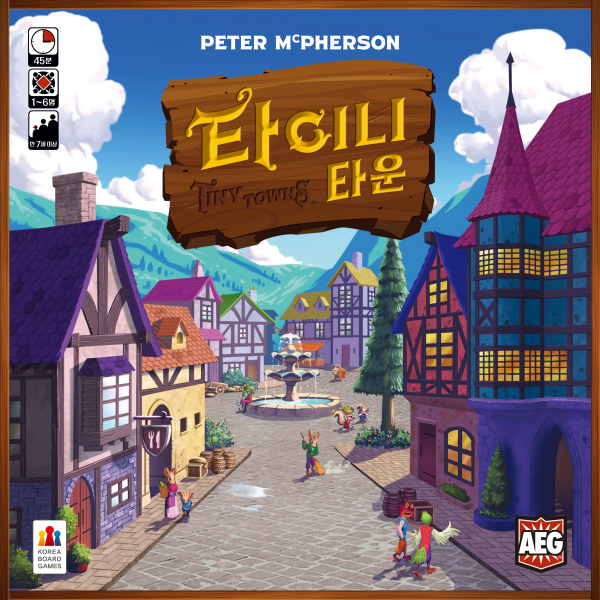 PETER McPHERSON
45분
1~6명
만 7세 이상
타이니
TINY TOWNS
타운
KOREA
BOARD
GAMES
AEG